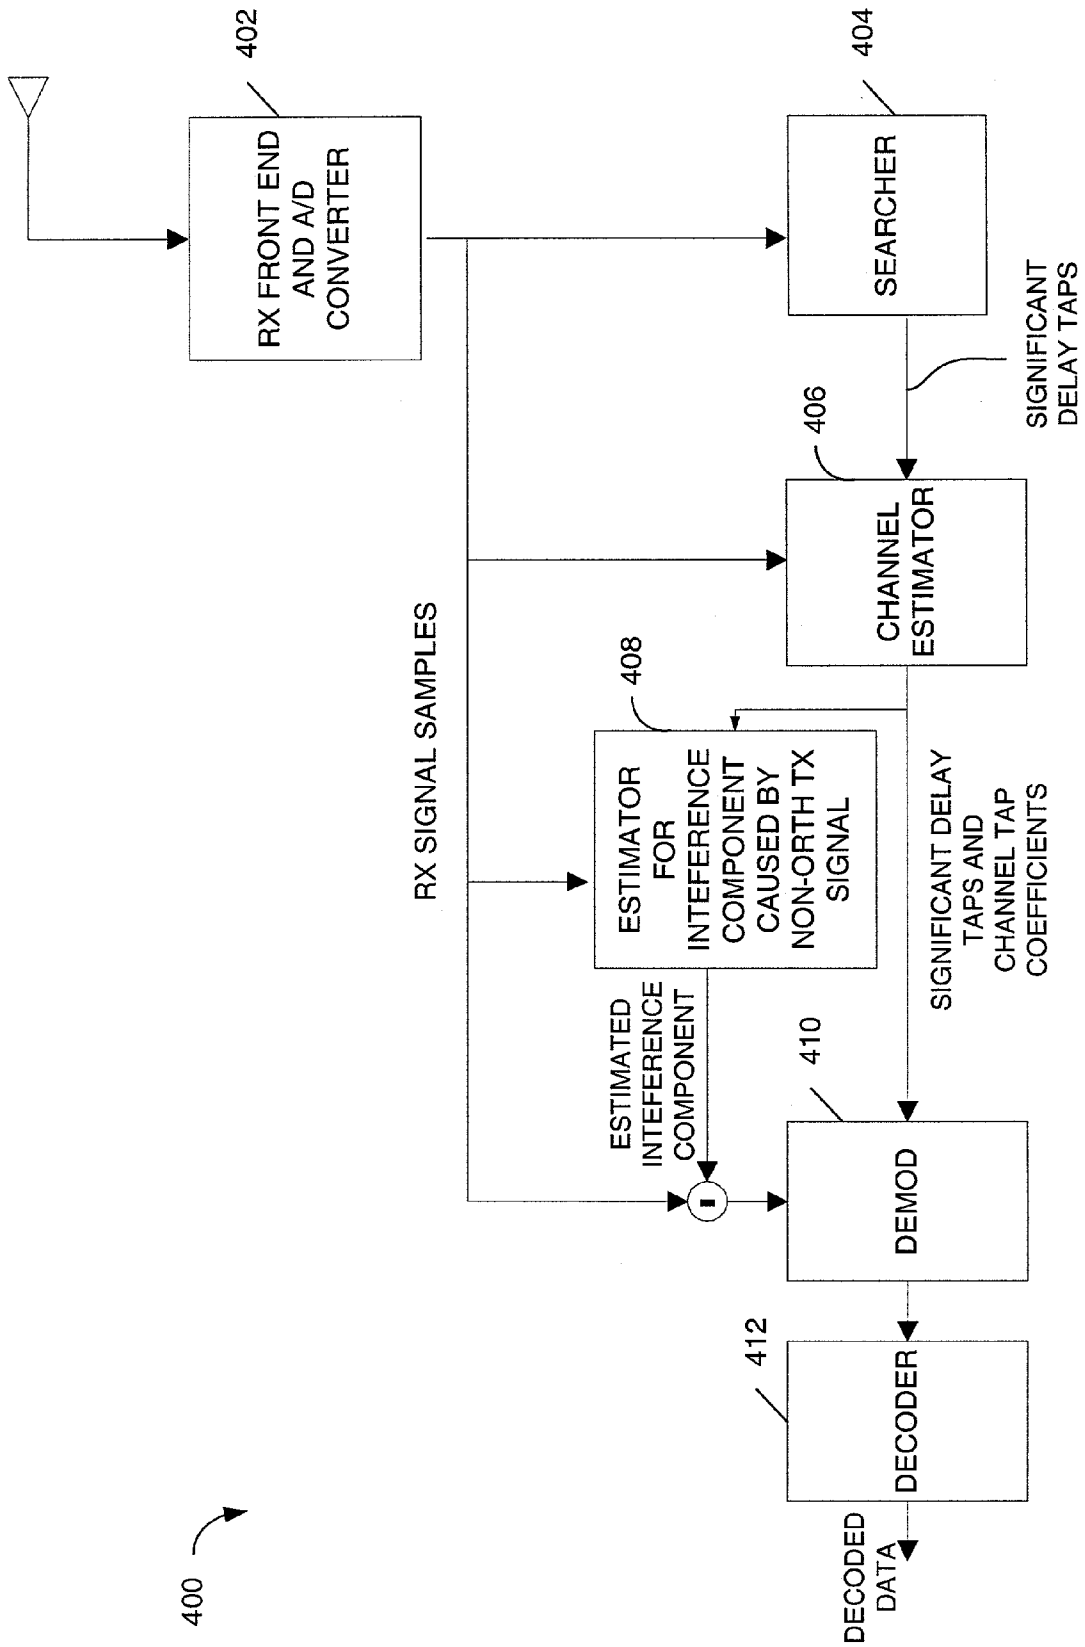 400
402
RX FRONT END
AND A/D
CONVERTER
RX SIGNAL SAMPLES
404
SEARCHER
SIGNIFICANT
DELAY TAPS
406
CHANNEL
ESTIMATOR
408
ESTIMATOR
FOR
INTEFERENCE
COMPONENT
CAUSED BY
NON-ORTH TX
SIGNAL
ESTIMATED
INTEFERENCE
COMPONENT
SIGNIFICANT DELAY
TAPS AND
CHANNEL TAP
COEFFICIENTS
410
DEMOD
412
DECODER
DECODED
DATA